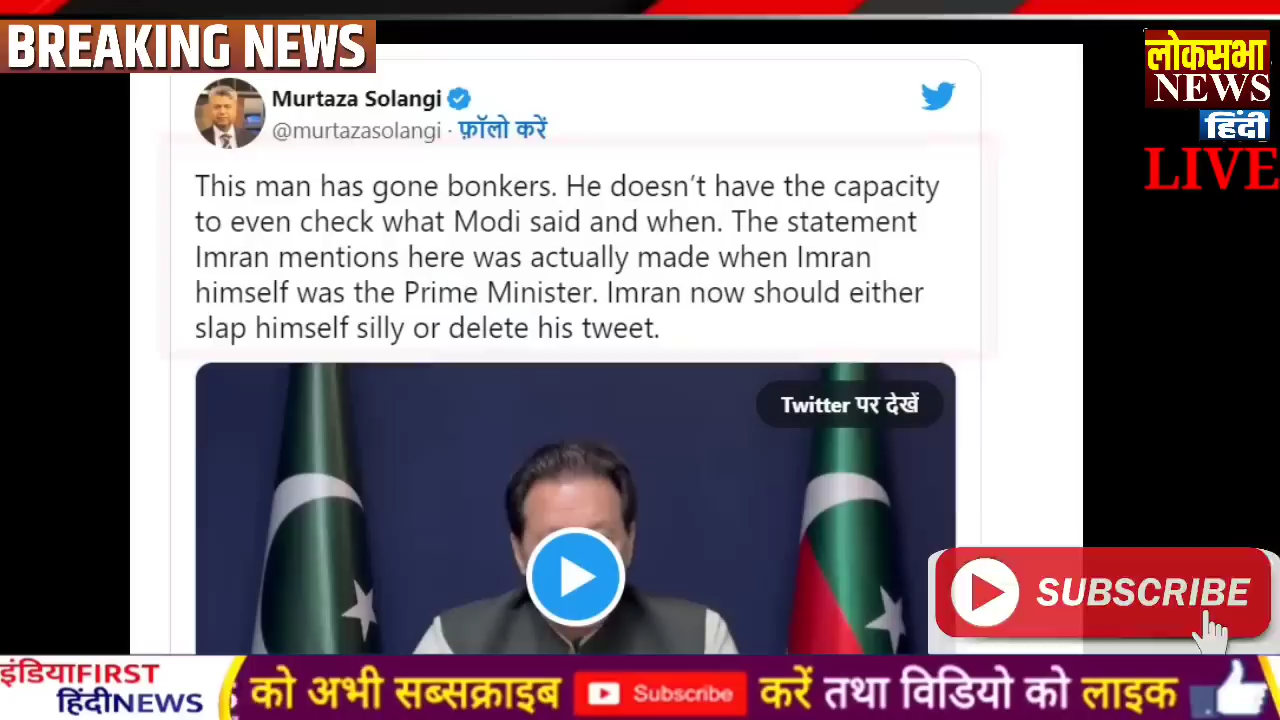 BREAKING NEWS
लोकसभा
NEWS
हिंदी
LIVE
Murtaza Solangi
@murtazasolangi · फ़ॉलो करें
This man has gone bonkers. He doesn’t have the capacity
to even check what Modi said and when. The statement
Imran mentions here was actually made when Imran
himself was the Prime Minister. Imran now should either
slap himself silly or delete his tweet.
Twitter पर देखें
SUBSCRIBE
इंडियाFIRST
हिंदीNEWS
को अभी सब्सक्राइब Subscribe करें तथा विडियो को लाइक